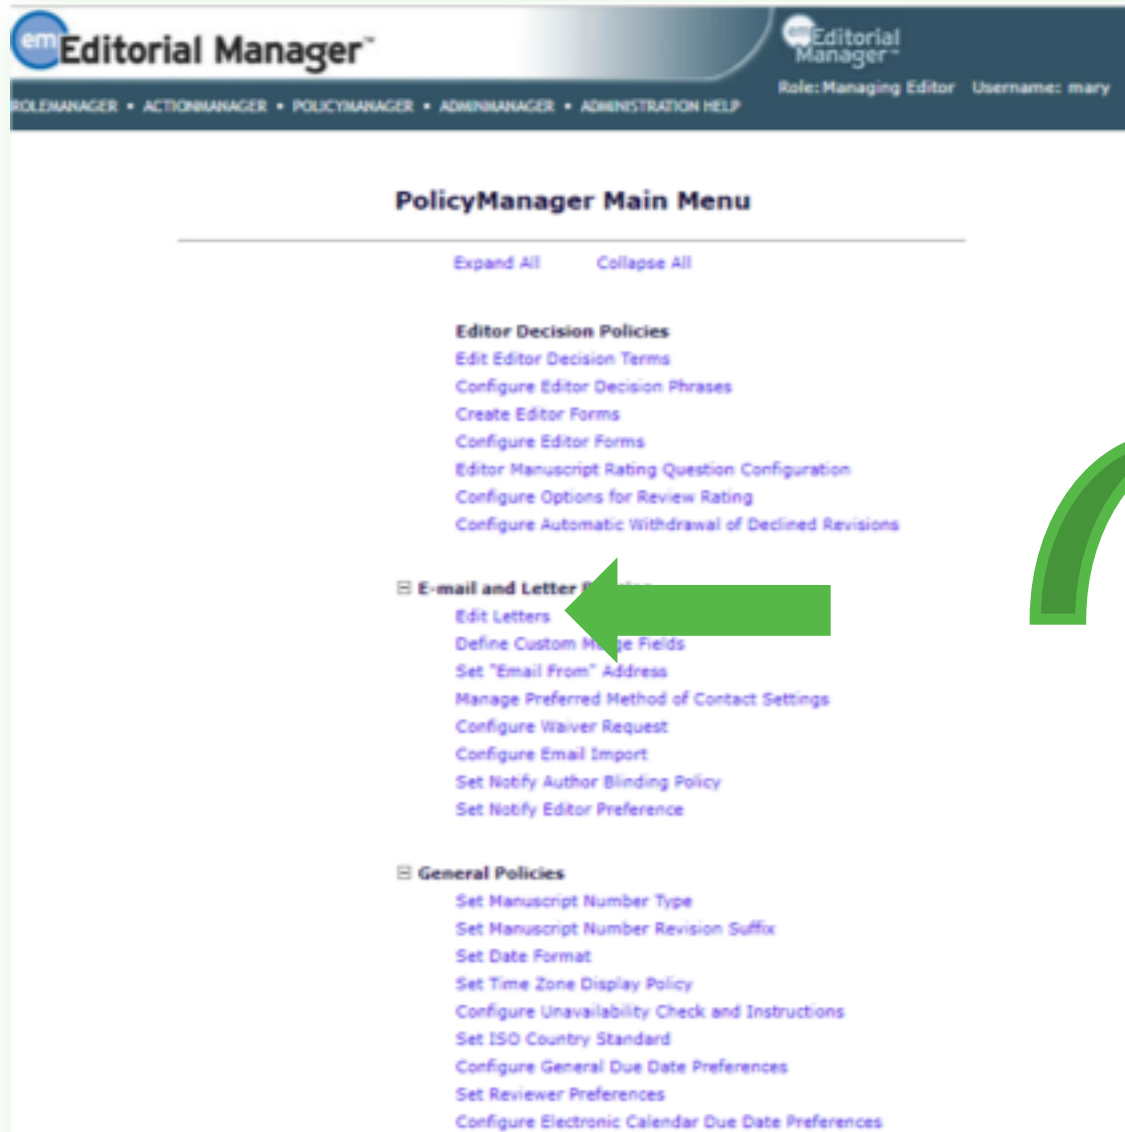 em Editorial Manager™
em Editorial
Manager™
Role:Managing Editor Username: mary
ROLEMANAGER • ACTIONMANAGER • POLICYMANAGER • ADMINMANAGER • ADMINISTRATION HELP
PolicyManager Main Menu
Expand All Collapse All
Editor Decision Policies
Edit Editor Decision Terms
Configure Editor Decision Phrases
Create Editor Forms
Configure Editor Forms
Editor Manuscript Rating Question Configuration
Configure Options for Review Rating
Configure Automatic Withdrawal of Declined Revisions
E-mail and Letter
Edit Letters
Define Custom Fields
Set "Email From" Address
Manage Preferred Method of Contact Settings
Configure Waiver Request
Configure Email Import
Set Notify Author Blinding Policy
Set Notify Editor Preference
General Policies
Set Manuscript Number Type
Set Manuscript Number Revision Suffix
Set Date Format
Set Time Zone Display Policy
Configure Unavailability Check and Instructions
Set ISO Country Standard
Configure General Due Date Preferences
Set Reviewer Preferences
Configure Electronic Calendar Due Date Preferences